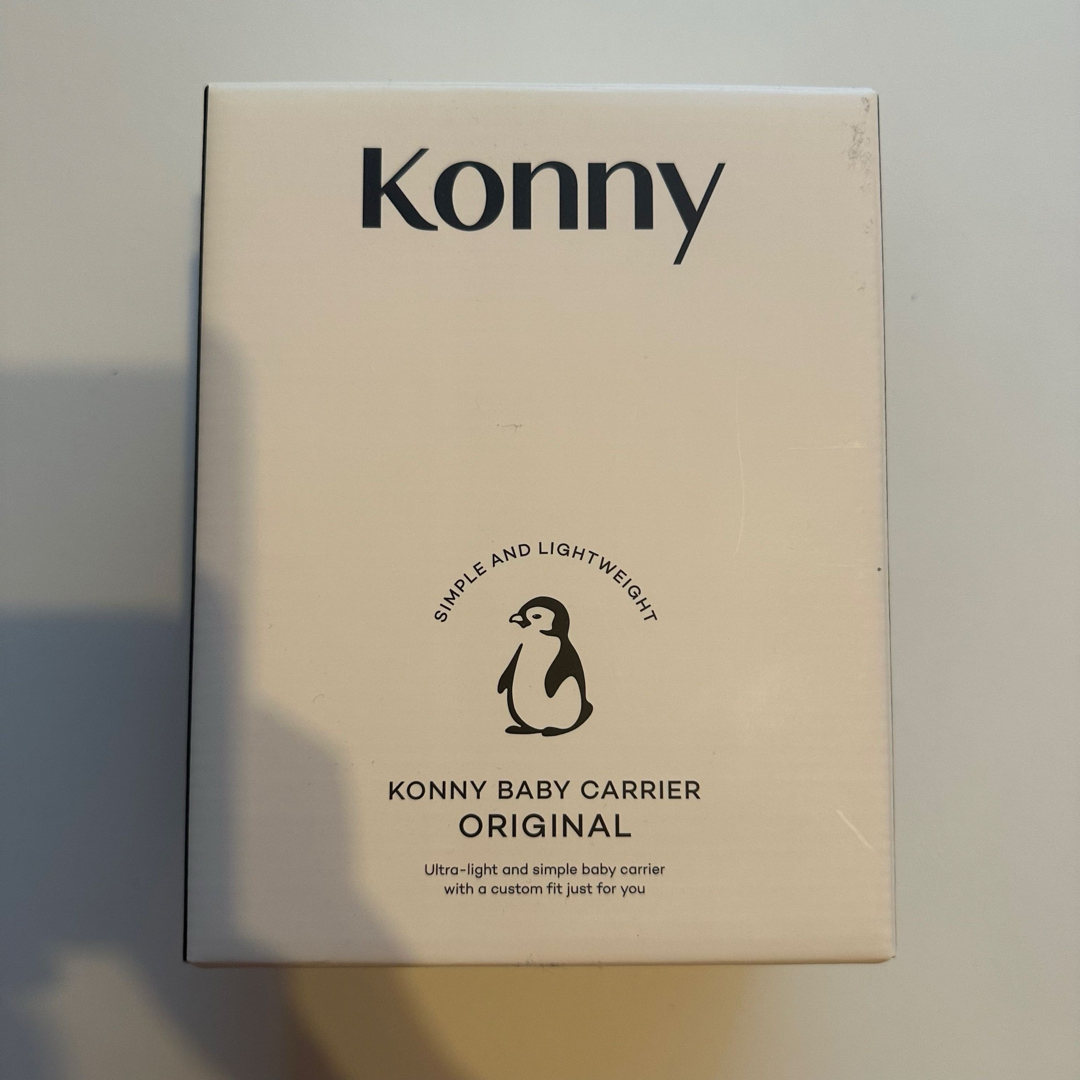 Konny
SIMPLE AND LIGHTWEIGHT
KONNY BABY CARRIER
ORIGINAL
Ultra-light and simple baby carrier
with a custom fit just for you